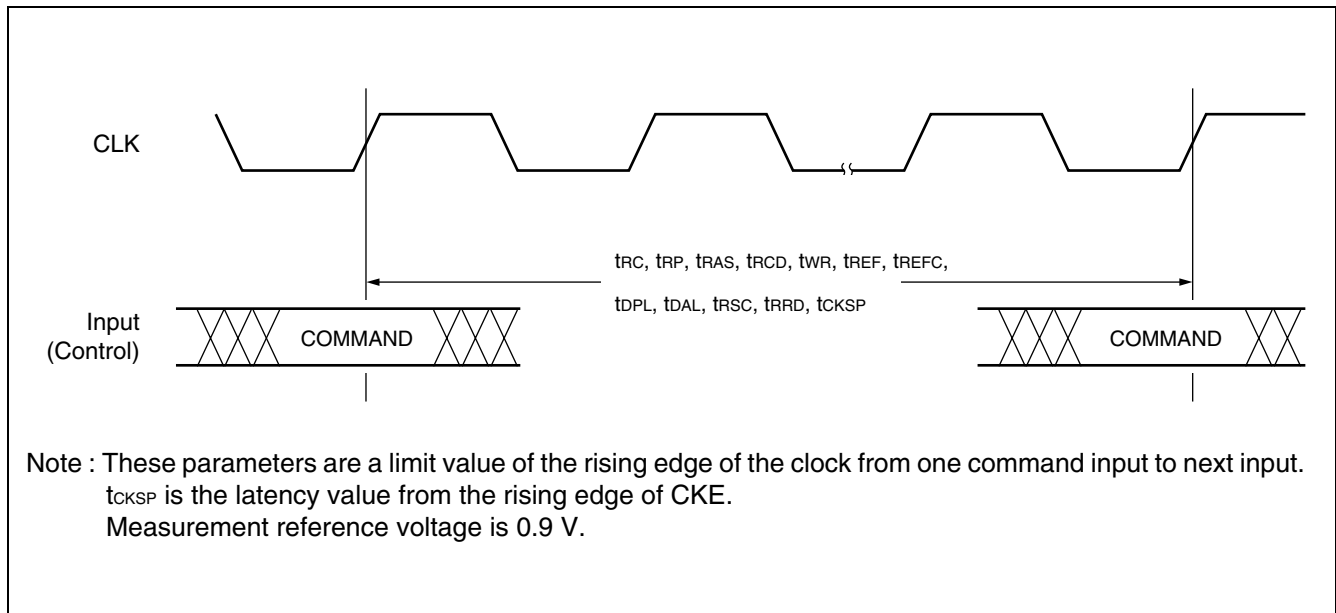 CLK
tRC, tRP, tRAS, tRCD, tWR, tREF, tREFC,
tDPL, tDAL, tRSC, tRRD, tCKSP
Input
(Control)
COMMAND
COMMAND
Note : These parameters are a limit value of the rising edge of the clock from one command input to next input.
tCKSP is the latency value from the rising edge of CKE.
Measurement reference voltage is 0.9 V.